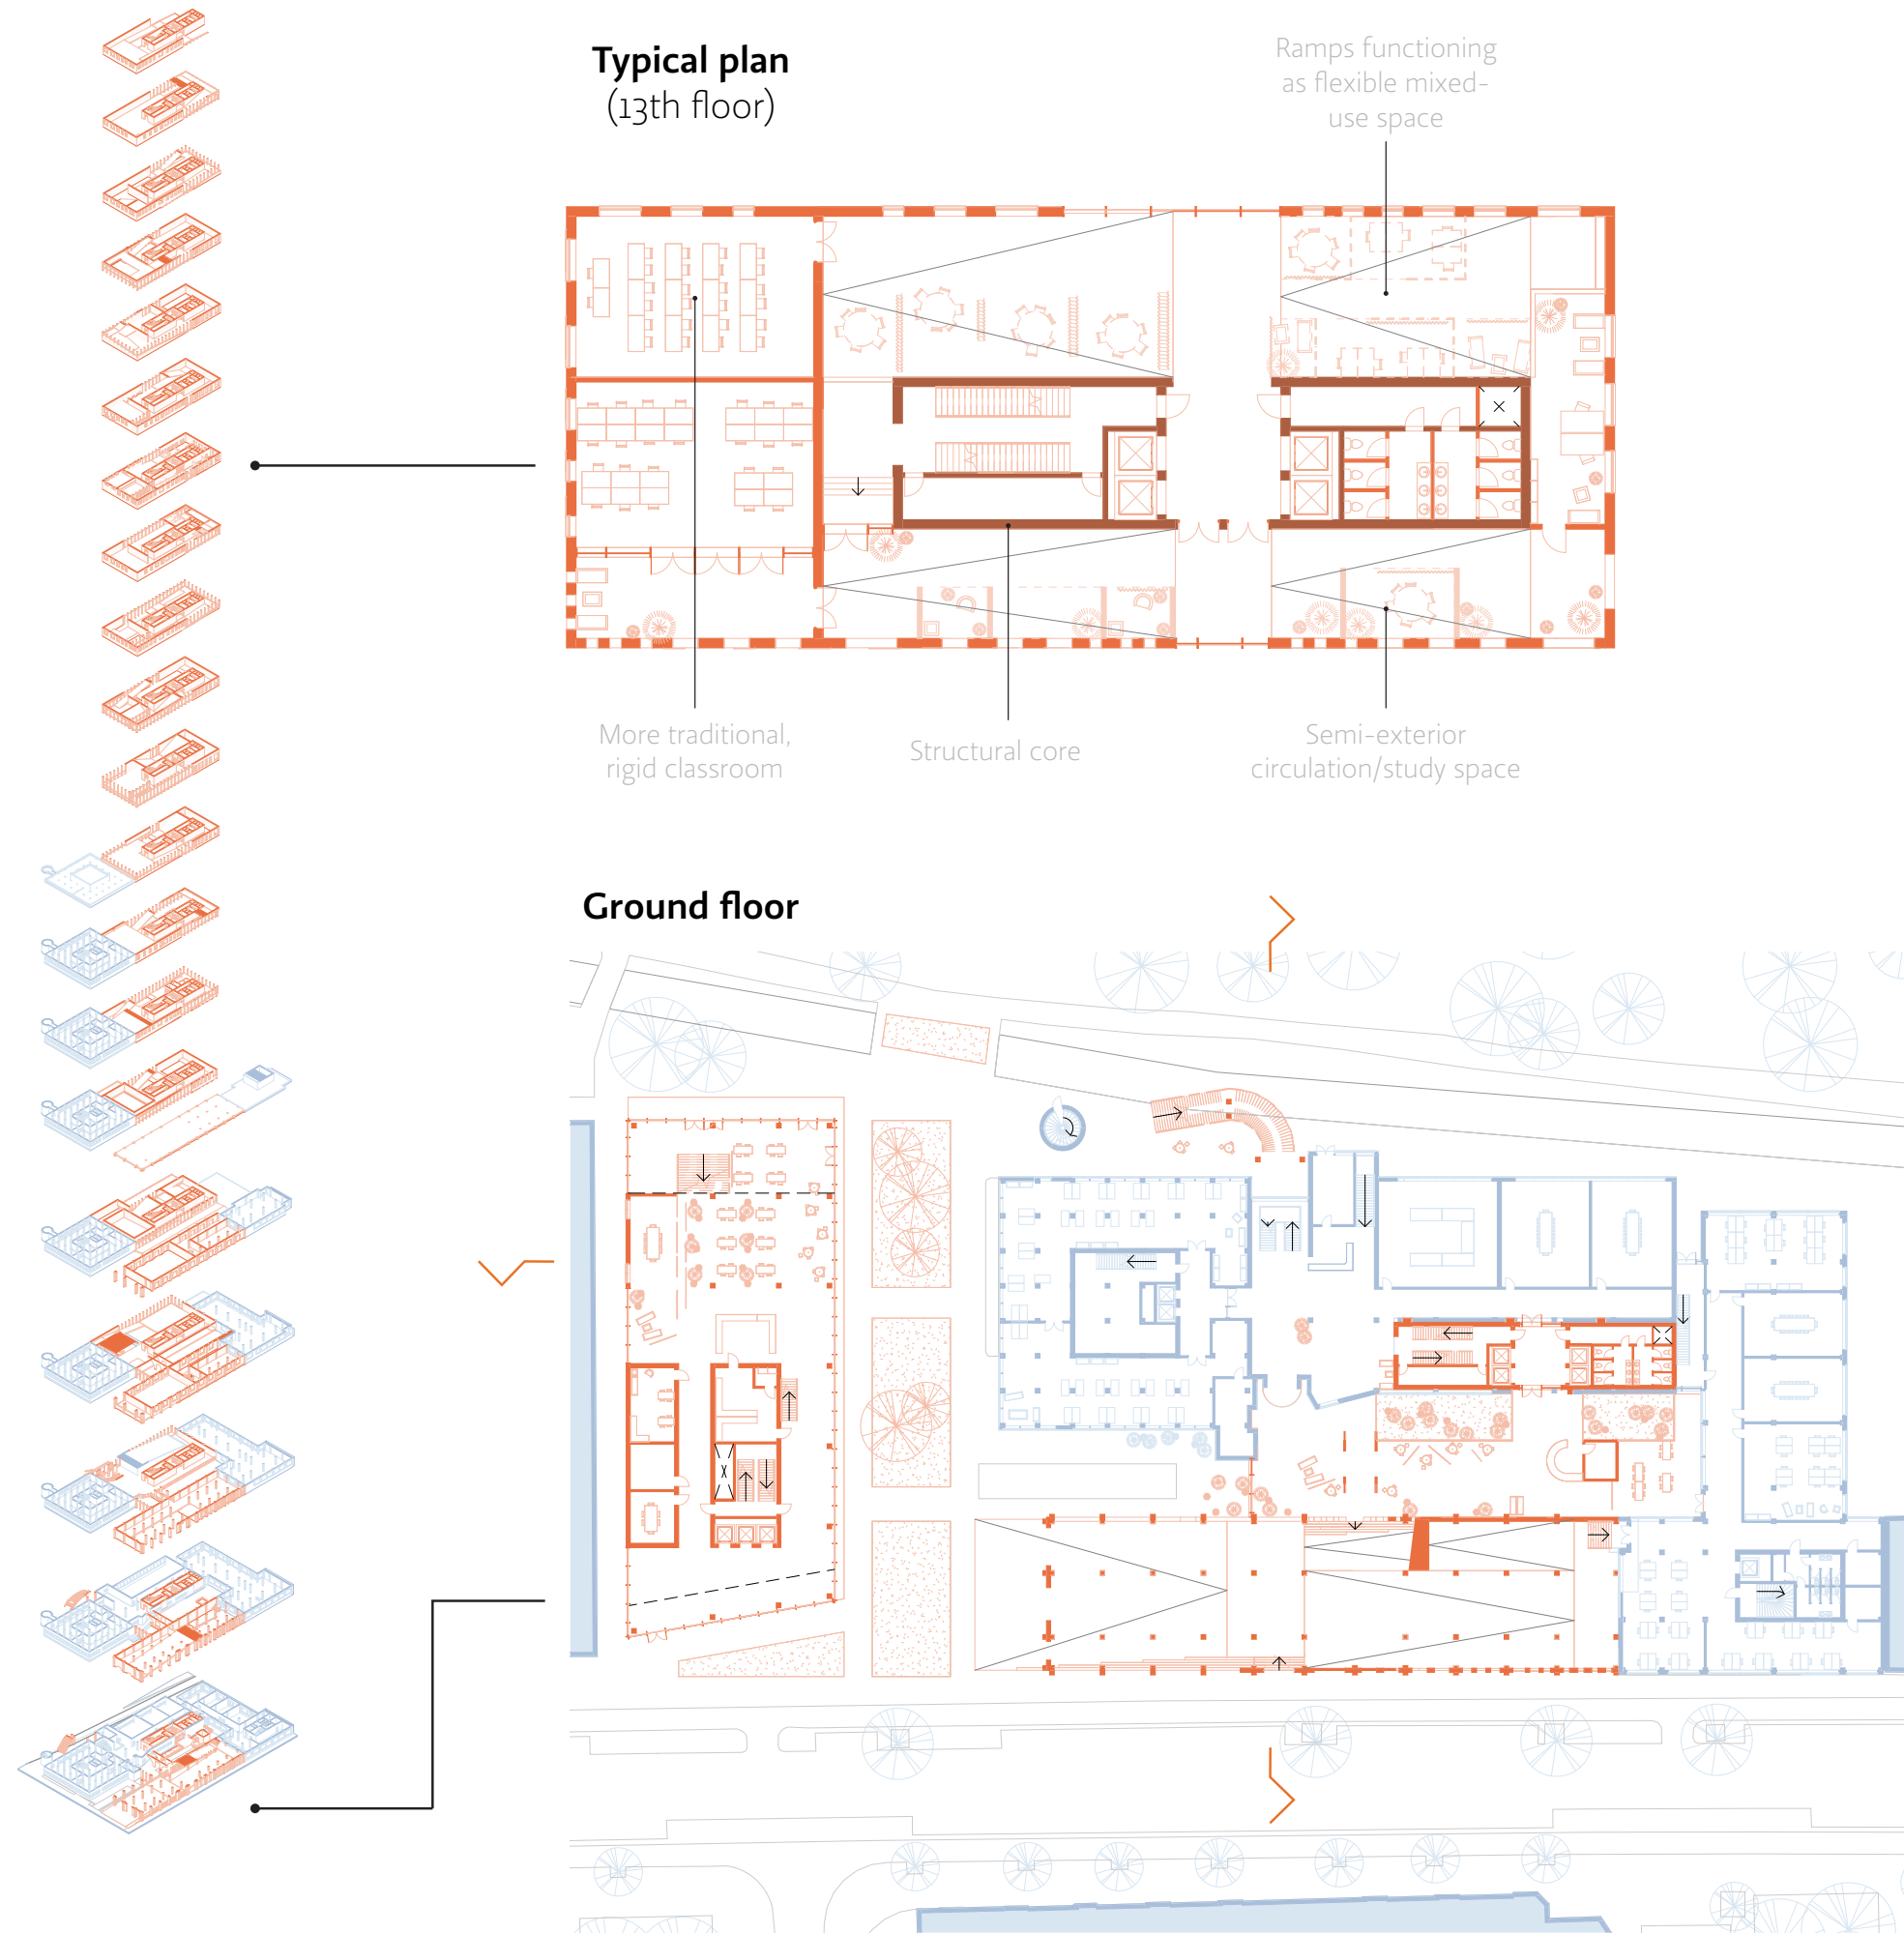 Typical plan
(13th floor)
Ramps functioning
as flexible mixed-
use space
More traditional,
rigid classroom
Structural core
Semi-exterior
circulation/study space
Ground floor